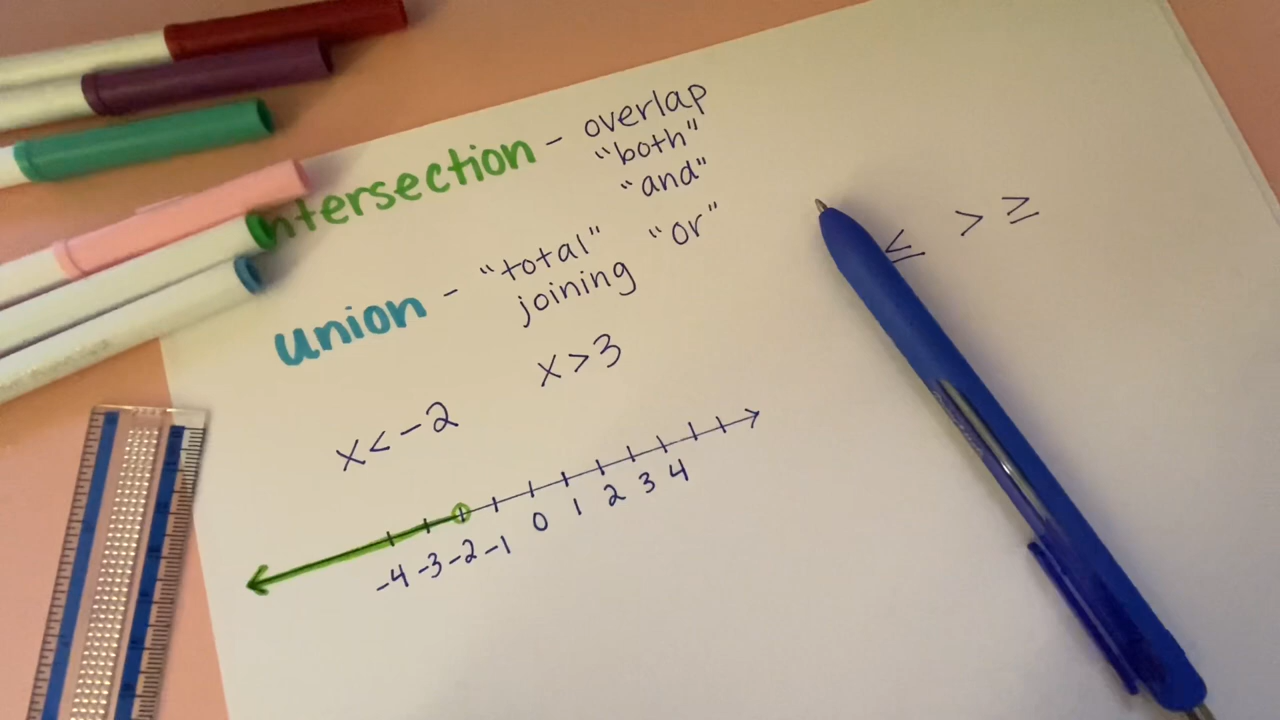 ntersection - overlap
"both"
"and"
union - "total" "or"
joining
≤ > ≥
x < -2 x > 3
-4 -3 -2 -1 0 1 2 3 4